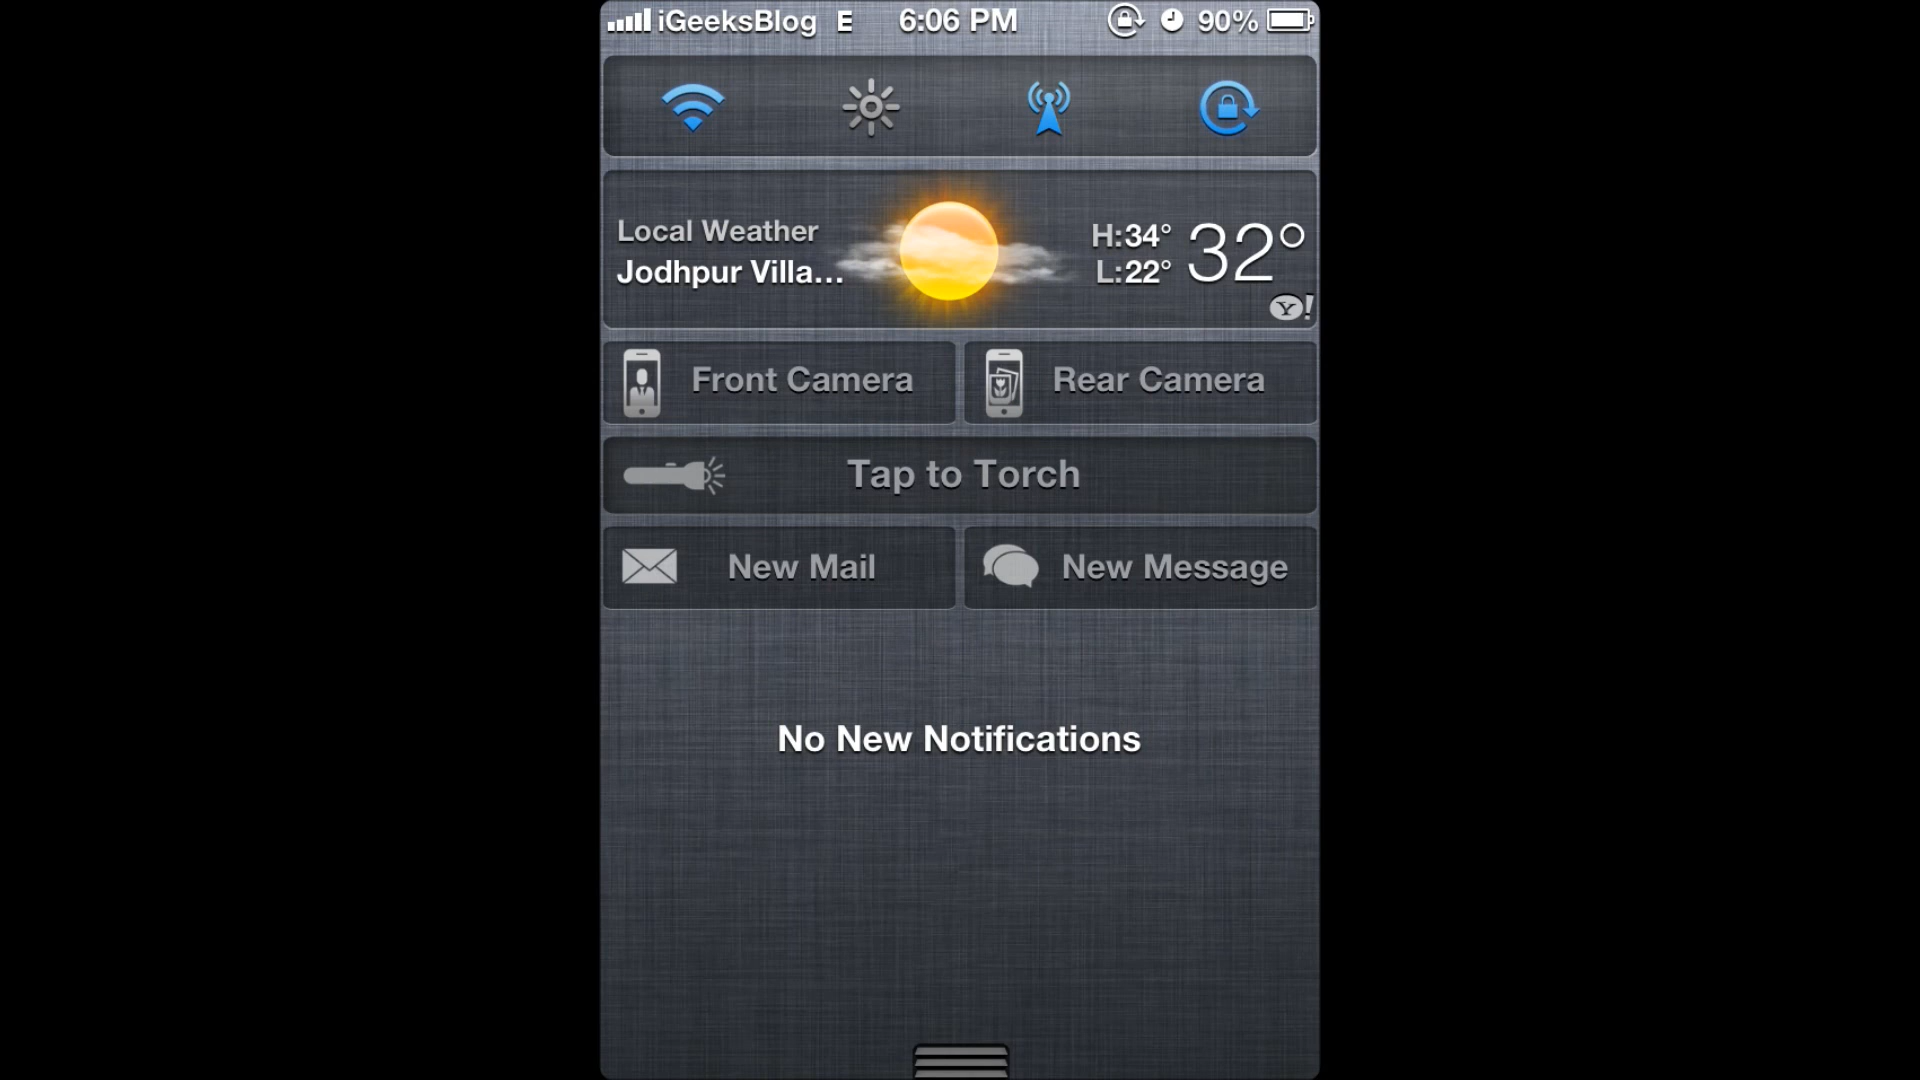 iGeeksBlog E 6:06 PM 90%
Local Weather
Jodhpur Villa...
H:34°
L:22°
32°
Y!
Front Camera
Rear Camera
Tap to Torch
New Mail
New Message
No New Notifications